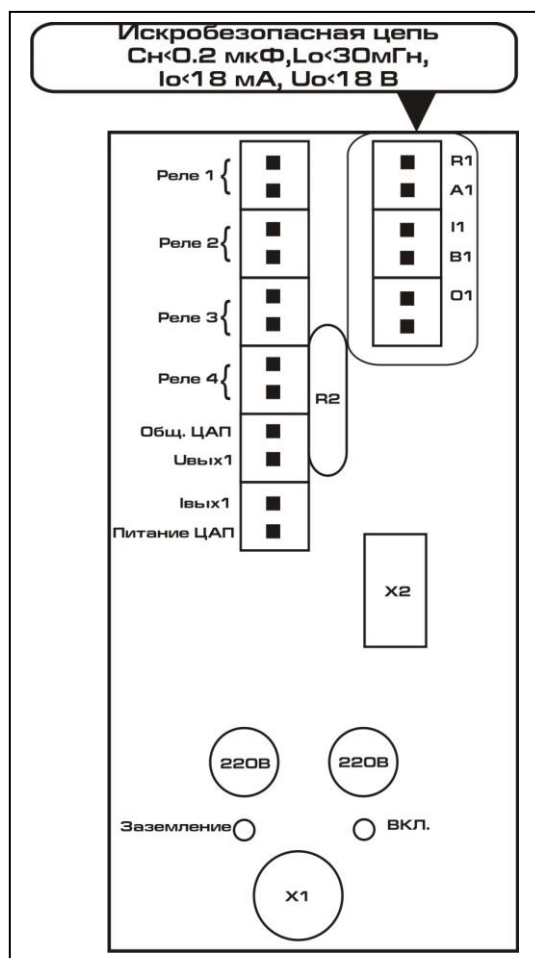 Искробезопасная цепь
Сн<0.2 мкФ,Lo<30мГн,
Io<18 мА, Uo<18 В
Реле 1
R1
A1
Реле 2
I1
B1
Реле 3
O1
Реле 4
R2
Общ. ЦАП
Uвых1
Iвых1
Питание ЦАП
X2
220В
220В
Заземление
ВКЛ.
X1